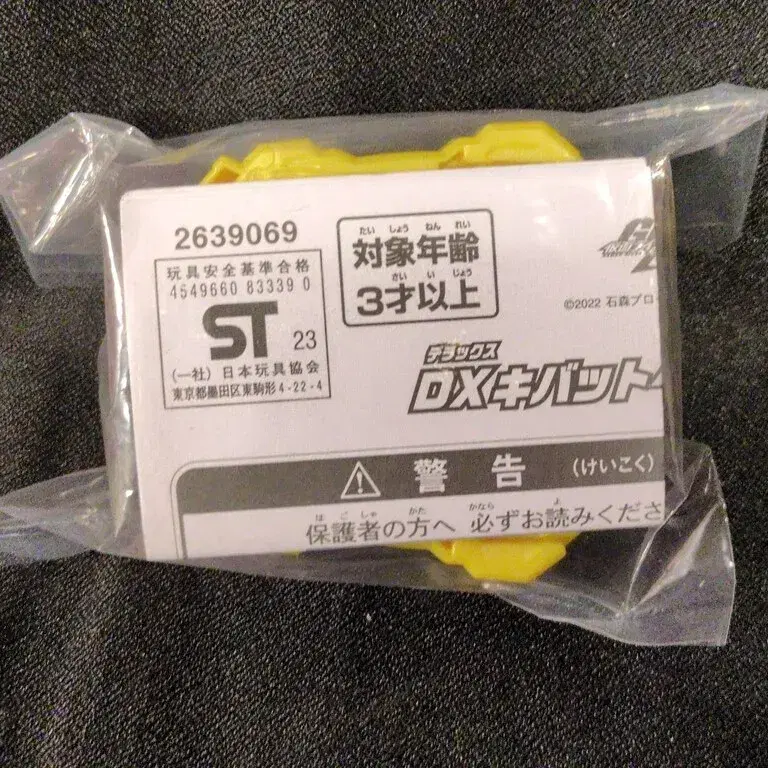 2639069
玩具安全基準合格
4549660 83339 0
ST 23
(一社) 日本玩具協会
東京都墨田区東駒形4-22-4
たい しょう ねん れい
対象年齢
さい い じょう
3才以上
©2022 石森プロ
デラックス
DXキバット
⚠ 警告 (けいこく)
ほ ご しゃ かた かなら よ
保護者の方へ 必ずお読みくださ